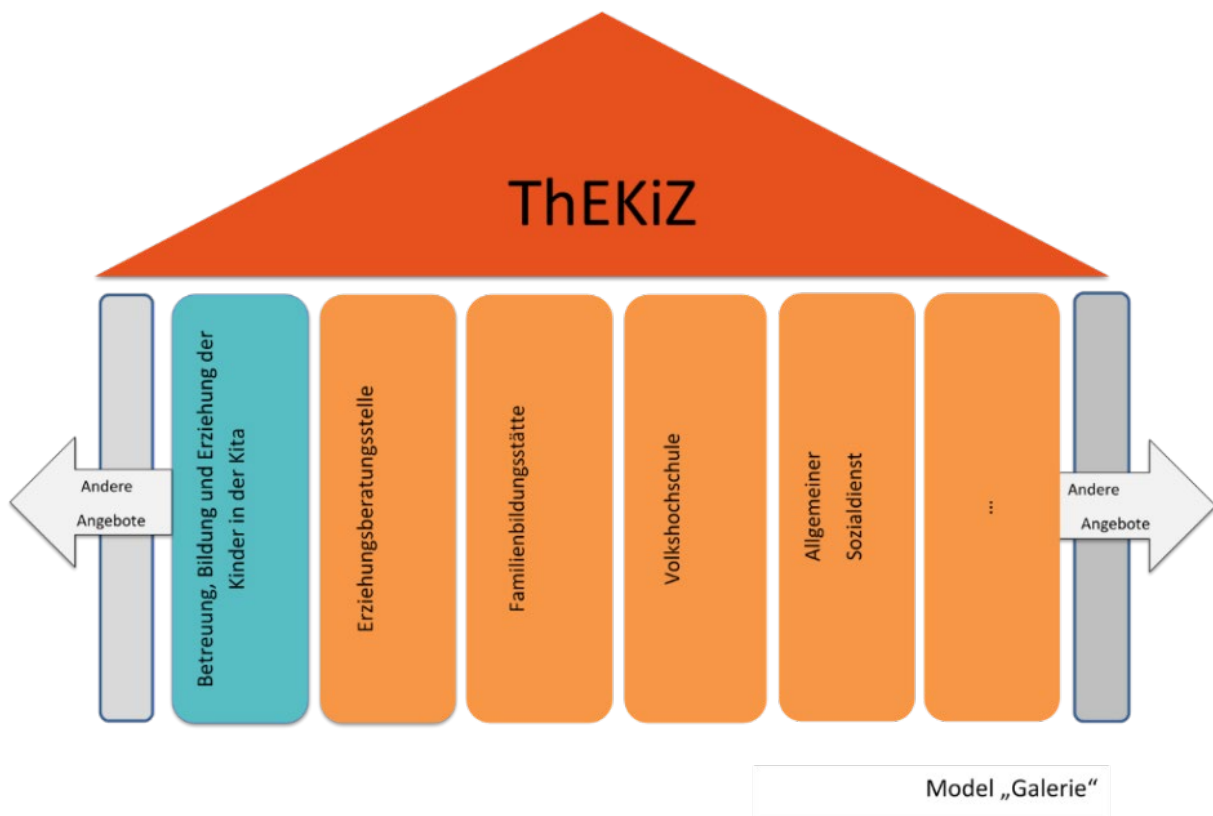 ThEKiZ
Andere
Angebote
Betreuung, Bildung und Erziehung der
Kinder in der Kita
Erziehungsberatungsstelle
Familienbildungsstätte
Volkshochschule
Allgemeiner
Sozialdienst
...
Andere
Angebote
Model „Galerie“